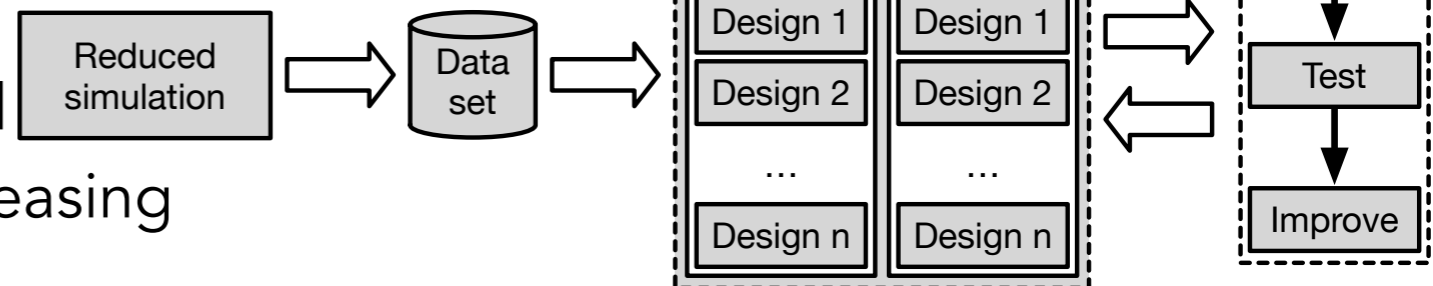 Reduced
simulation
Data
set
Design 1
Design 2
...
Design n
Design 1
Design 2
...
Design n
Test
Improve
easing